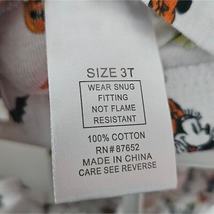 SIZE 3T
WEAR SNUG
FITTING
NOT FLAME
RESISTANT
100% COTTON
RN#87652
MADE IN CHINA
CARE SEE REVERSE